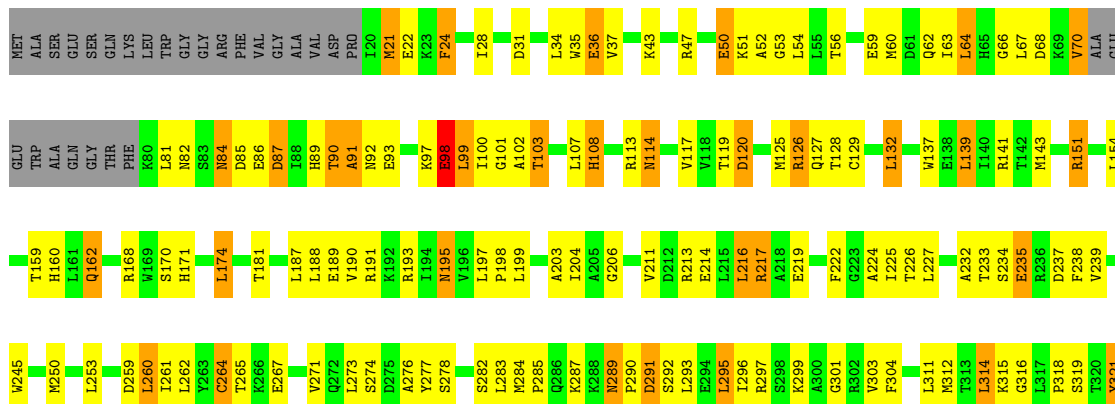 MET ALA SER GLU SER GLN LYS LEU TRP GLY GLY ARG PHE VAL GLY ALA VAL ASP PRO I20 M21 E22 K23 F24 I28 D31 L34 W35 E36 V37 K43 R47 E50 K51 A52 G53 L54 L55 T56 E59 M60 D61 Q62 I63 L64 H65 G66 L67 D68 K69 V70 ALA GLU
GLU TRP ALA GLN GLY THR PHE K80 L81 N82 S83 N84 D85 E86 D87 I88 H89 T90 A91 N92 E93 K97 E98 L99 I100 G101 A102 T103 L107 H108 R113 N114 V117 V118 T119 D120 M125 R126 Q127 T128 C129 L132 W137 E138 L139 I140 R141 T142 M143 R151 L154
T159 H160 L161 Q162 R168 W169 S170 H171 L174 T181 L187 L188 E189 V190 R191 K192 R193 I194 N195 V196 L197 P198 L199 A203 I204 A205 G206 V211 D212 R213 E214 L215 L216 R217 A218 E219 F222 G223 A224 I225 T226 L227 A232 T233 S234 E235 R236 D237 F238 V239
W245 M250 L253 D259 L260 I261 L262 Y263 C264 T265 K266 E267 V271 Q272 L273 S274 D275 A276 Y277 S278 S282 L283 M284 P285 Q286 K287 K288 N289 P290 D291 S292 L293 E294 L295 I296 R297 S298 K299 A300 G301 R302 V303 F304 L311 M312 T313 L314 K315 G316 L317 P318 S319 T320